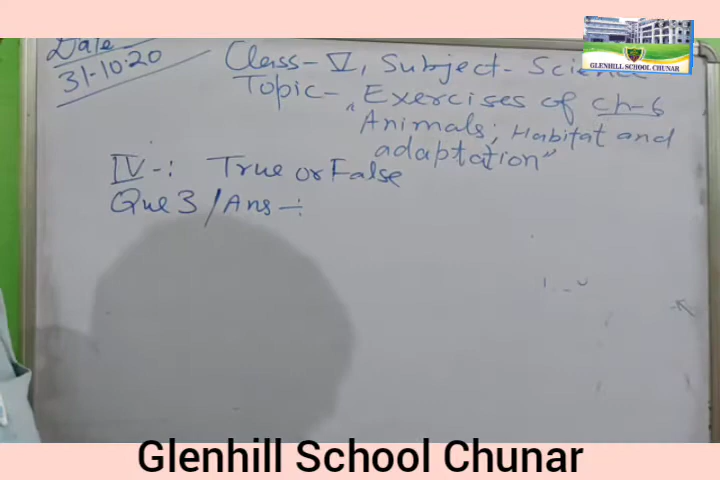 Date
31-10-20
Class-V, Subject- Science
Topic- "Exercises of Ch-6
Animals, Habitat and
adaptation"
IV-: True or False
Que 3/Ans-:
GLENHILL SCHOOL CHUNAR
Glenhill School Chunar